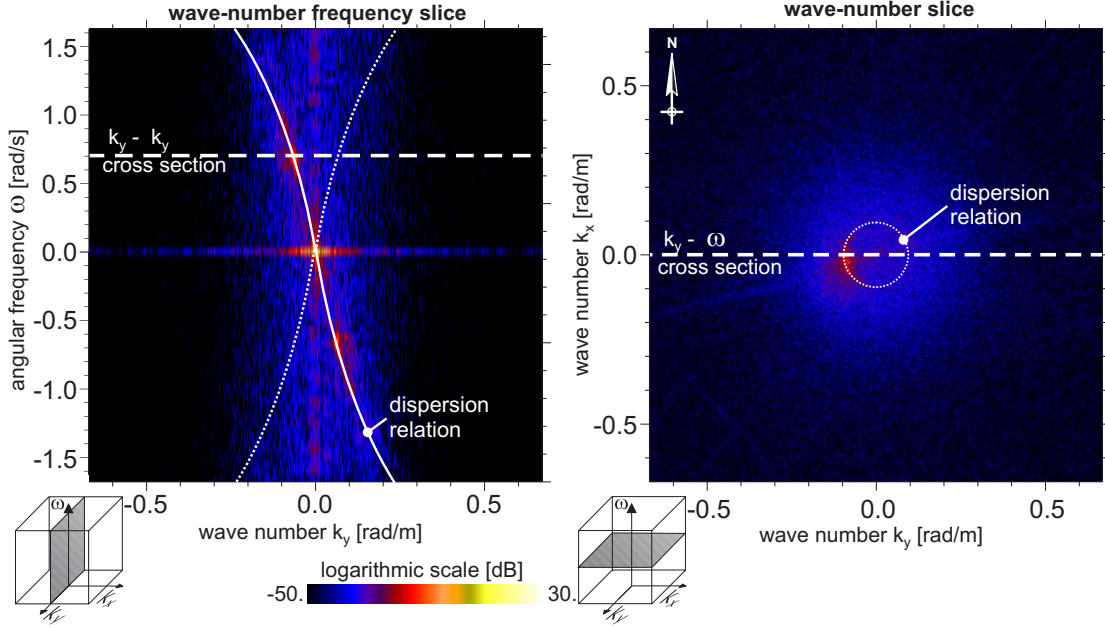 wave-number frequency slice
1.5
1.0
0.5
0.0
-0.5
-1.0
-1.5
angular frequency ω [rad/s]
k_y - k_y
cross section
dispersion
relation
-0.5
0.0
0.5
wave number k_y [rad/m]
ω
k_x
k_y
logarithmic scale [dB]
-50.
30.
wave-number slice
N
0.5
0.0
-0.5
wave number k_x [rad/m]
k_y - ω
cross section
dispersion
relation
-0.5
0.0
0.5
wave number k_y [rad/m]
ω
k_x
k_y